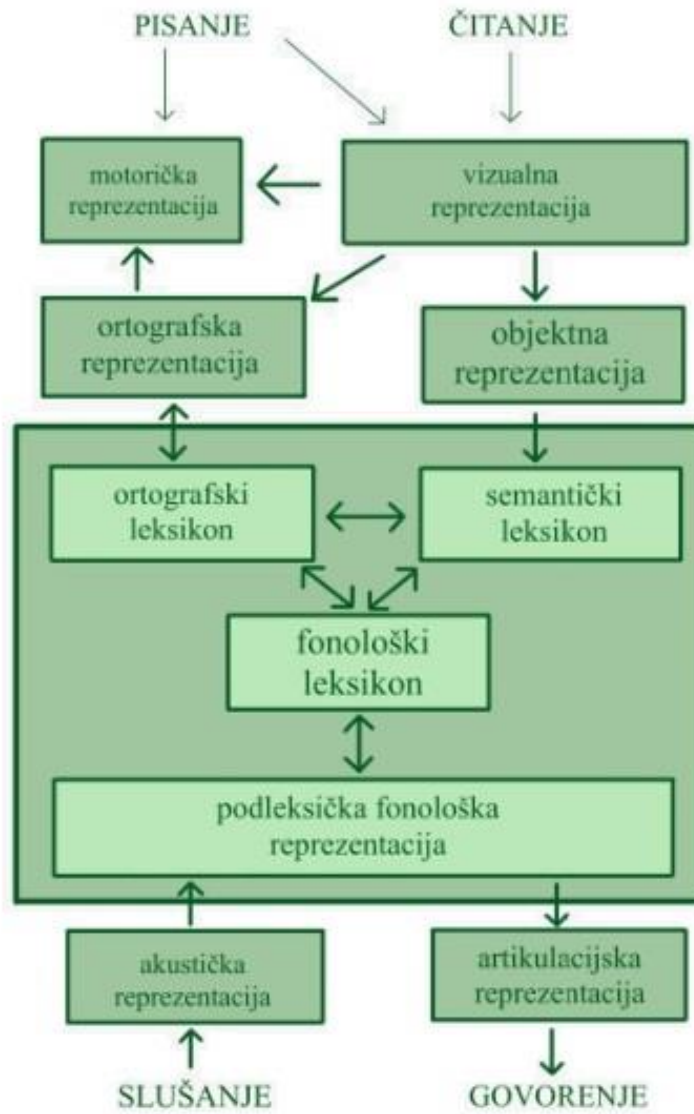 PISANJE
ČITANJE
motorička
reprezentacija
vizualna
reprezentacija
ortografska
reprezentacija
objektna
reprezentacija
ortografski
leksikon
semantički
leksikon
fonološki
leksikon
podleksička fonološka
reprezentacija
akustička
reprezentacija
artikulacijska
reprezentacija
SLUŠANJE
GOVORENJE